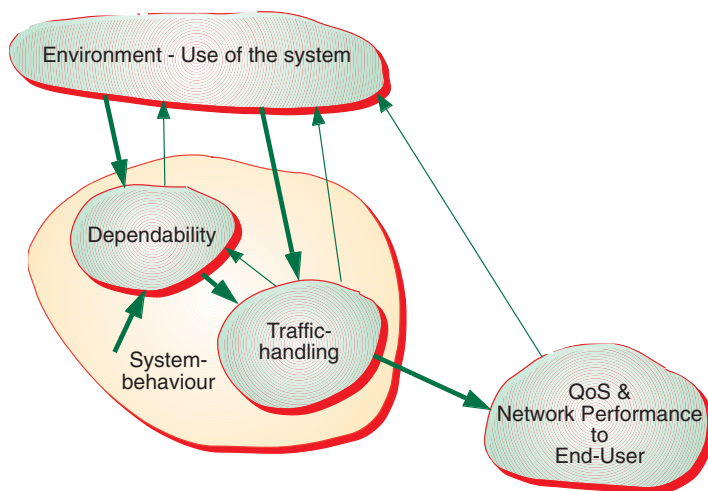 Environment - Use of the system
Dependability
Traffic-
handling
System-
behaviour
QoS &
Network Performance
to
End-User